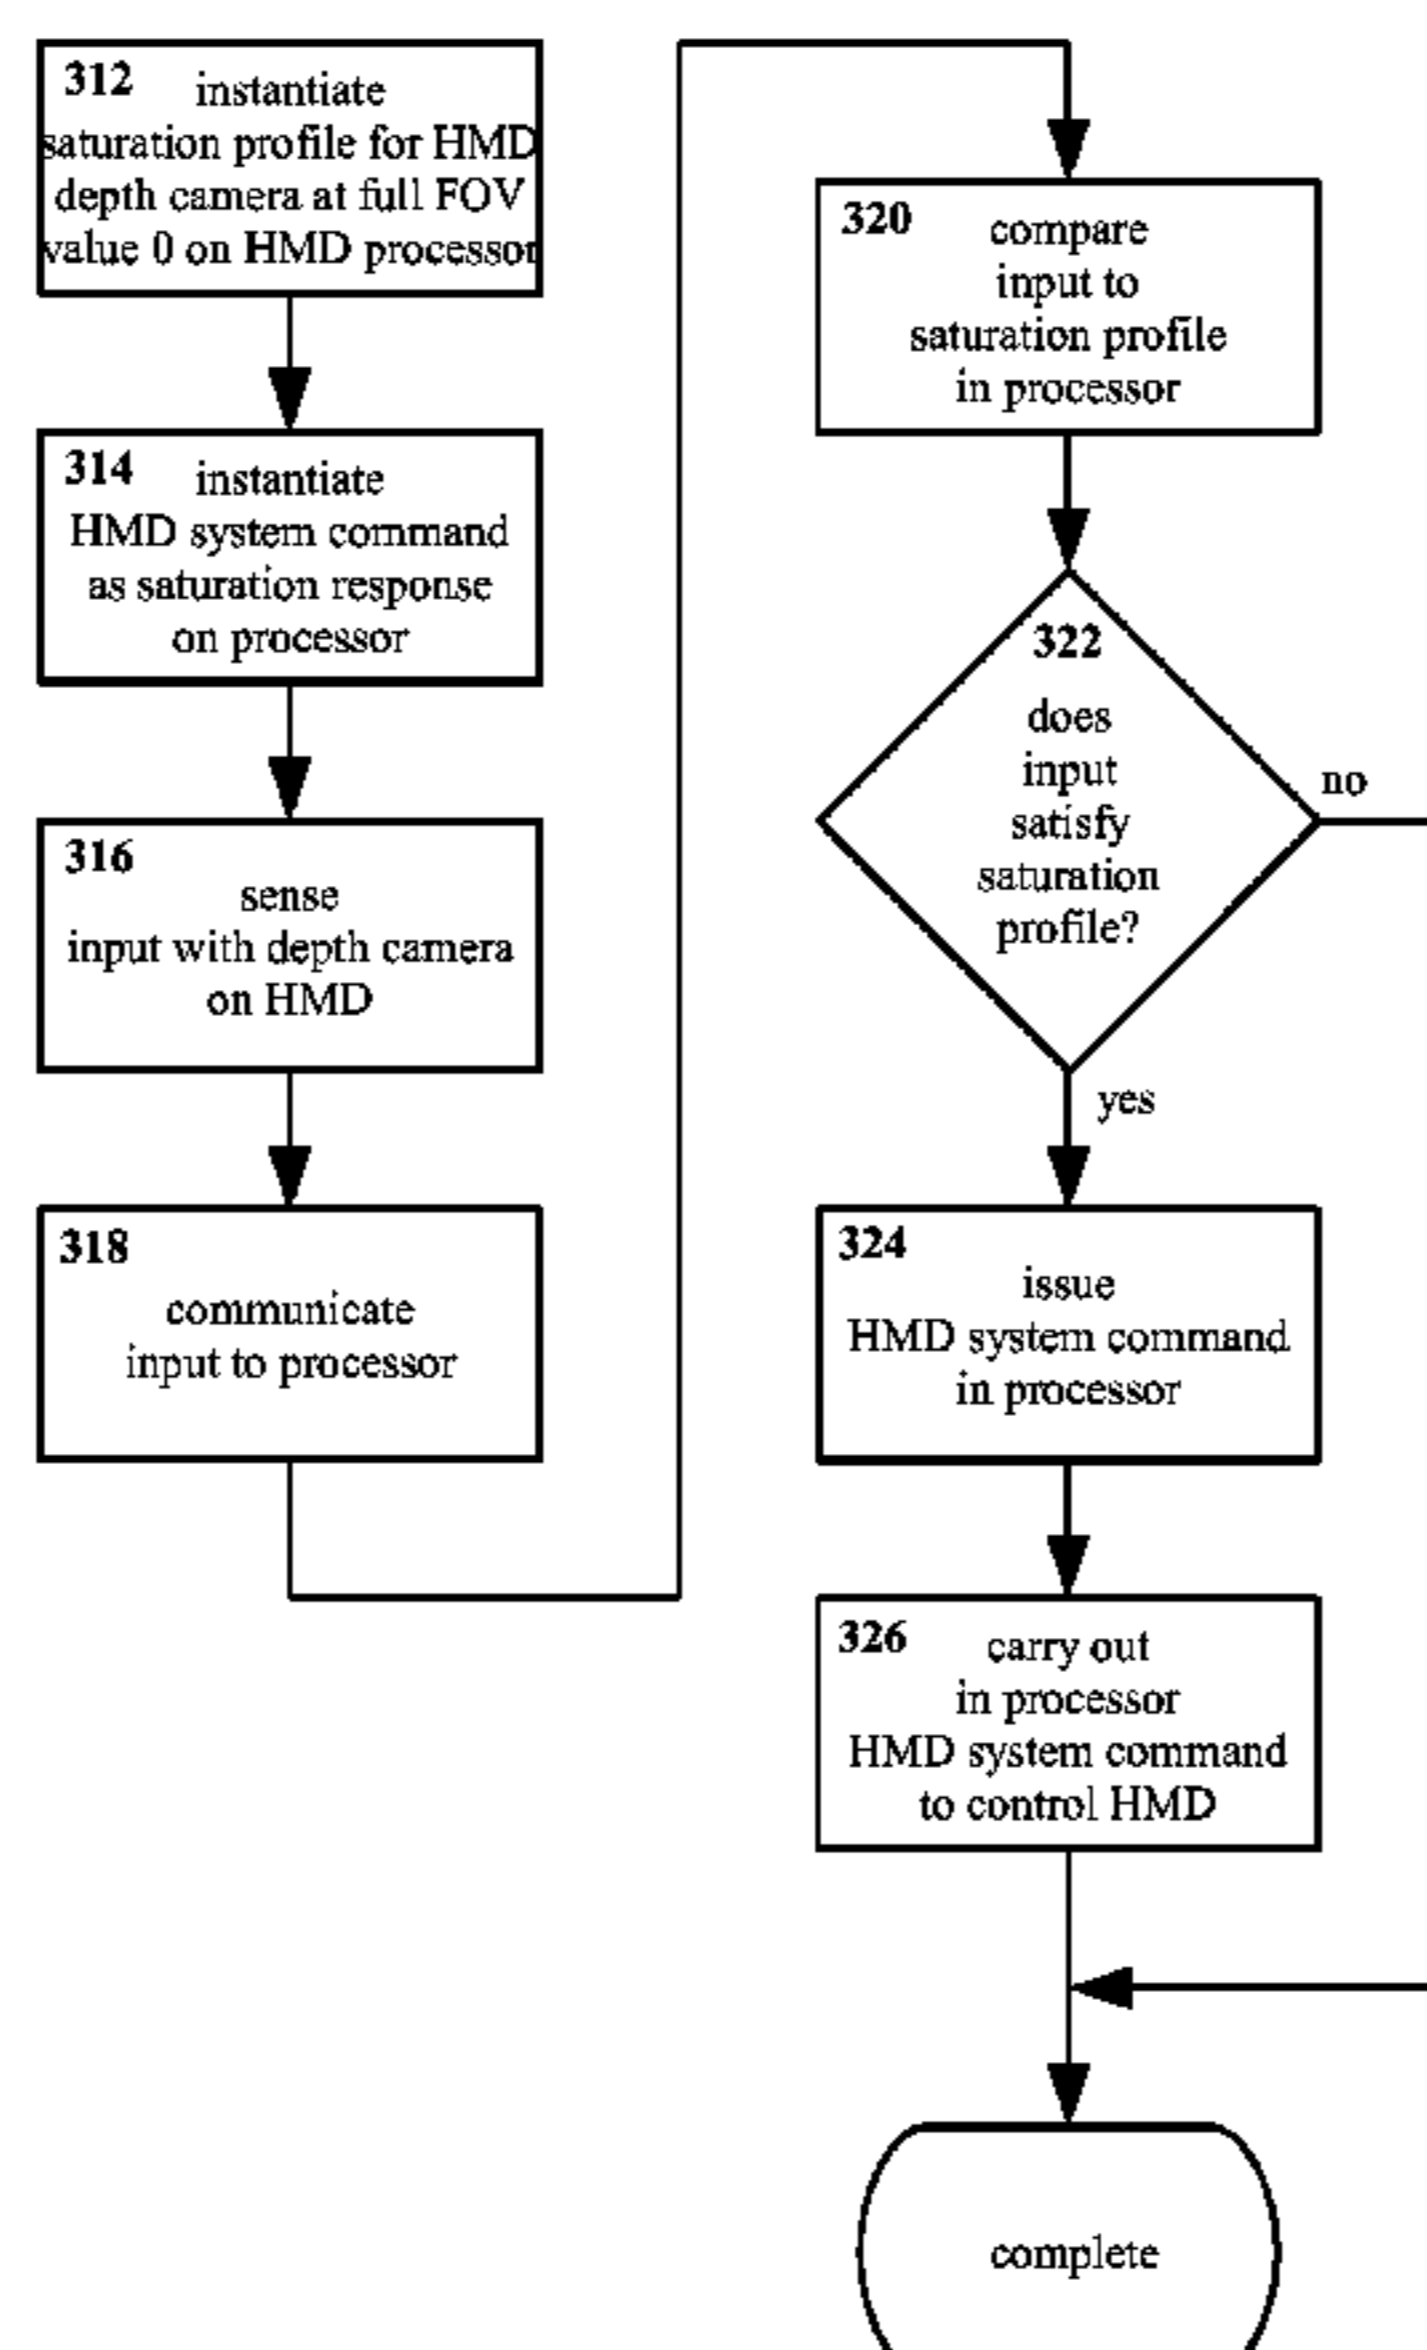 312 instantiate
saturation profile for HMD
depth camera at full FOV
value 0 on HMD processor
314 instantiate
HMD system command
as saturation response
on processor
316
sense
input with depth camera
on HMD
318
communicate
input to processor
320 compare
input to
saturation profile
in processor
322
does
input
satisfy
saturation
profile?
no
yes
324
issue
HMD system command
in processor
326 carry out
in processor
HMD system command
to control HMD
complete